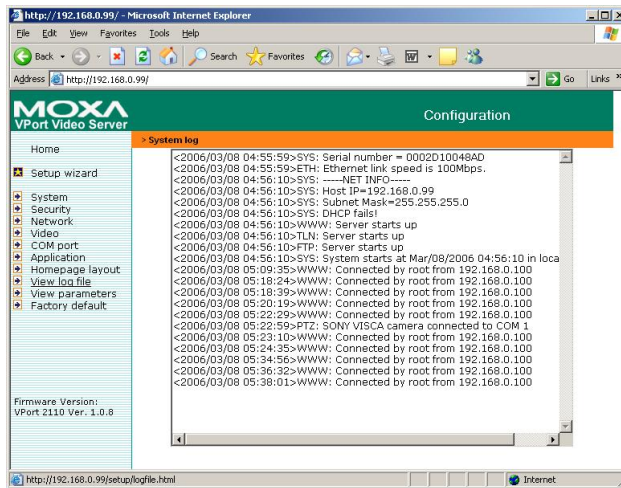 http://192.168.0.99/ - Microsoft Internet Explorer
File Edit View Favorites Tools Help
Back Search Favorites
Address http://192.168.0.99/ Go Links »
MOXA
VPort Video Server
Configuration
> System log
Home
Setup wizard
System
Security
Network
Video
COM port
Application
Homepage layout
View log file
View parameters
Factory default
Firmware Version:
VPort 2110 Ver. 1.0.8
<2006/03/08 04:55:59>SYS: Serial number = 0002D10048AD
<2006/03/08 04:55:59>ETH: Ethernet link speed is 100Mbps.
<2006/03/08 04:56:10>SYS: -----NET INFO-----
<2006/03/08 04:56:10>SYS: Host IP=192.168.0.99
<2006/03/08 04:56:10>SYS: Subnet Mask=255.255.255.0
<2006/03/08 04:56:10>SYS: DHCP fails!
<2006/03/08 04:56:10>WWW: Server starts up
<2006/03/08 04:56:10>TLN: Server starts up
<2006/03/08 04:56:10>FTP: Server starts up
<2006/03/08 04:56:10>SYS: System starts at Mar/08/2006 04:56:10 in loca
<2006/03/08 05:09:35>WWW: Connected by root from 192.168.0.100
<2006/03/08 05:18:24>WWW: Connected by root from 192.168.0.100
<2006/03/08 05:18:39>WWW: Connected by root from 192.168.0.100
<2006/03/08 05:20:19>WWW: Connected by root from 192.168.0.100
<2006/03/08 05:22:29>WWW: Connected by root from 192.168.0.100
<2006/03/08 05:22:59>PTZ: SONY VISCA camera connected to COM 1
<2006/03/08 05:23:10>WWW: Connected by root from 192.168.0.100
<2006/03/08 05:24:35>WWW: Connected by root from 192.168.0.100
<2006/03/08 05:34:56>WWW: Connected by root from 192.168.0.100
<2006/03/08 05:36:32>WWW: Connected by root from 192.168.0.100
<2006/03/08 05:38:01>WWW: Connected by root from 192.168.0.100
http://192.168.0.99/setup/logfile.html Internet